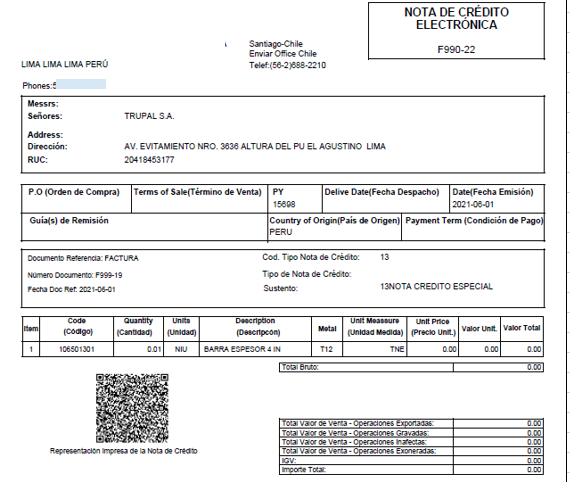 NOTA DE CRÉDITO
ELECTRÓNICA
F990-22
Santiago-Chile
Enviar Office Chile
Telef:(56-2)688-2210
LIMA LIMA LIMA PERÚ
Phones:5
Messrs:
Señores: TRUPAL S.A.
Address:
Dirección: AV. EVITAMIENTO NRO. 3636 ALTURA DEL PU EL AGUSTINO LIMA
RUC: 20418453177
P.O (Orden de Compra) Terms of Sale(Término de Venta) PY Delive Date(Fecha Despacho) Date(Fecha Emisión)
15698 2021-06-01
Guía(s) de Remisión Country of Origin(País de Origen) Payment Term (Condición de Pago)
PERU
Documento Referencia: FACTURA Cod. Tipo Nota de Crédito: 13
Número Documento: F999-19 Tipo de Nota de Crédito:
Fecha Doc Ref: 2021-06-01 Sustento: 13NOTA CREDITO ESPECIAL
Item Code (Código) Quantity (Cantidad) Units (Unidad) Description (Descripcón) Metal Unit Measure (Unidad Medida) Unit Price (Precio Unit.) Valor Unit. Valor Total
1 106501301 0.01 NIU BARRA ESPESOR 4 IN T12 TNE 0.00 0.00 0.00
Total Bruto: 0.00
Representación Impresa de la Nota de Crédito
Total Valor de Venta - Operaciones Exportadas: 0.00
Total Valor de Venta - Operaciones Gravadas: 0.00
Total Valor de Venta - Operaciones Inafectas: 0.00
Total Valor de Venta - Operaciones Exoneradas: 0.00
IGV: 0.00
Importe Total: 0.00